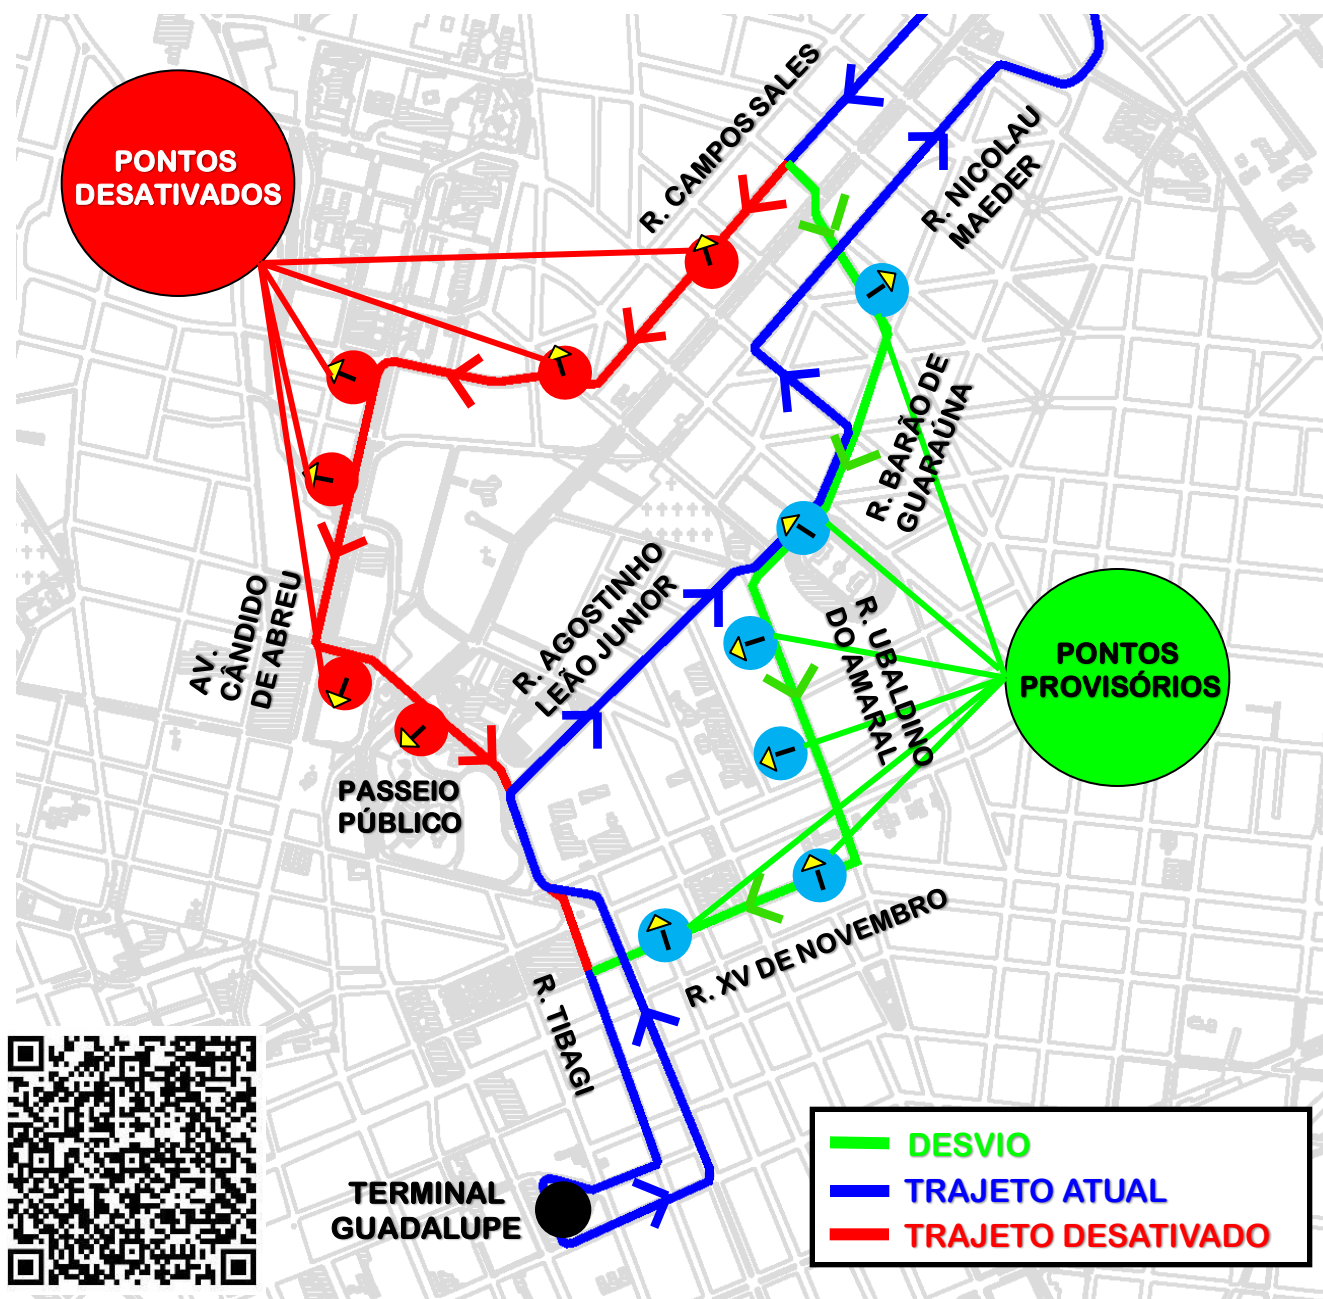 R. CAMPOS SALES
PONTOS
DESATIVADOS
R. NICOLAU
MAEDER
R. BARÃO DE
GUARAÚNA
AV.
CÂNDIDO
DE ABREU
R. AGOSTINHO
LEÃO JUNIOR
R. UBALDINO
DO AMARAL
PONTOS
PROVISÓRIOS
PASSEIO
PÚBLICO
R. XV DE NOVEMBRO
R. TIBAGI
TERMINAL
GUADALUPE
DESVIO
TRAJETO ATUAL
TRAJETO DESATIVADO